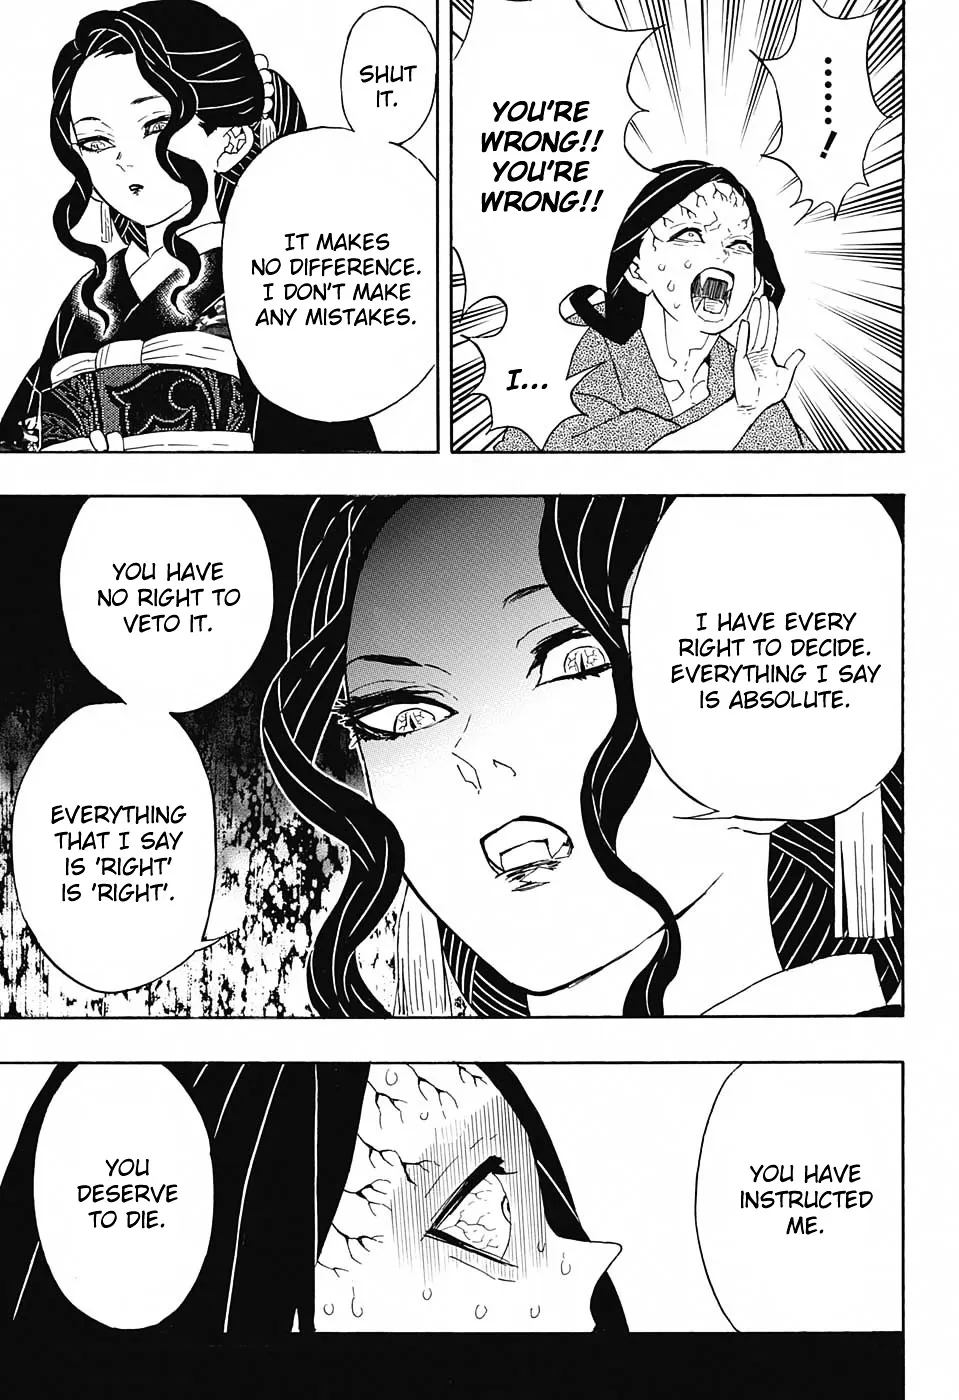 ......!
YOU'RE
WRONG!!
YOU'RE
WRONG!!
I...
SHUT
IT.
IT MAKES
NO DIFFERENCE.
I DON'T MAKE
ANY MISTAKES.
I HAVE EVERY
RIGHT TO DECIDE.
EVERYTHING I SAY
IS ABSOLUTE.
YOU HAVE
NO RIGHT TO
VETO IT.
EVERYTHING
THAT I SAY
IS 'RIGHT'
IS 'RIGHT'.
YOU HAVE
INSTRUCTED
ME.
YOU
DESERVE
TO DIE.